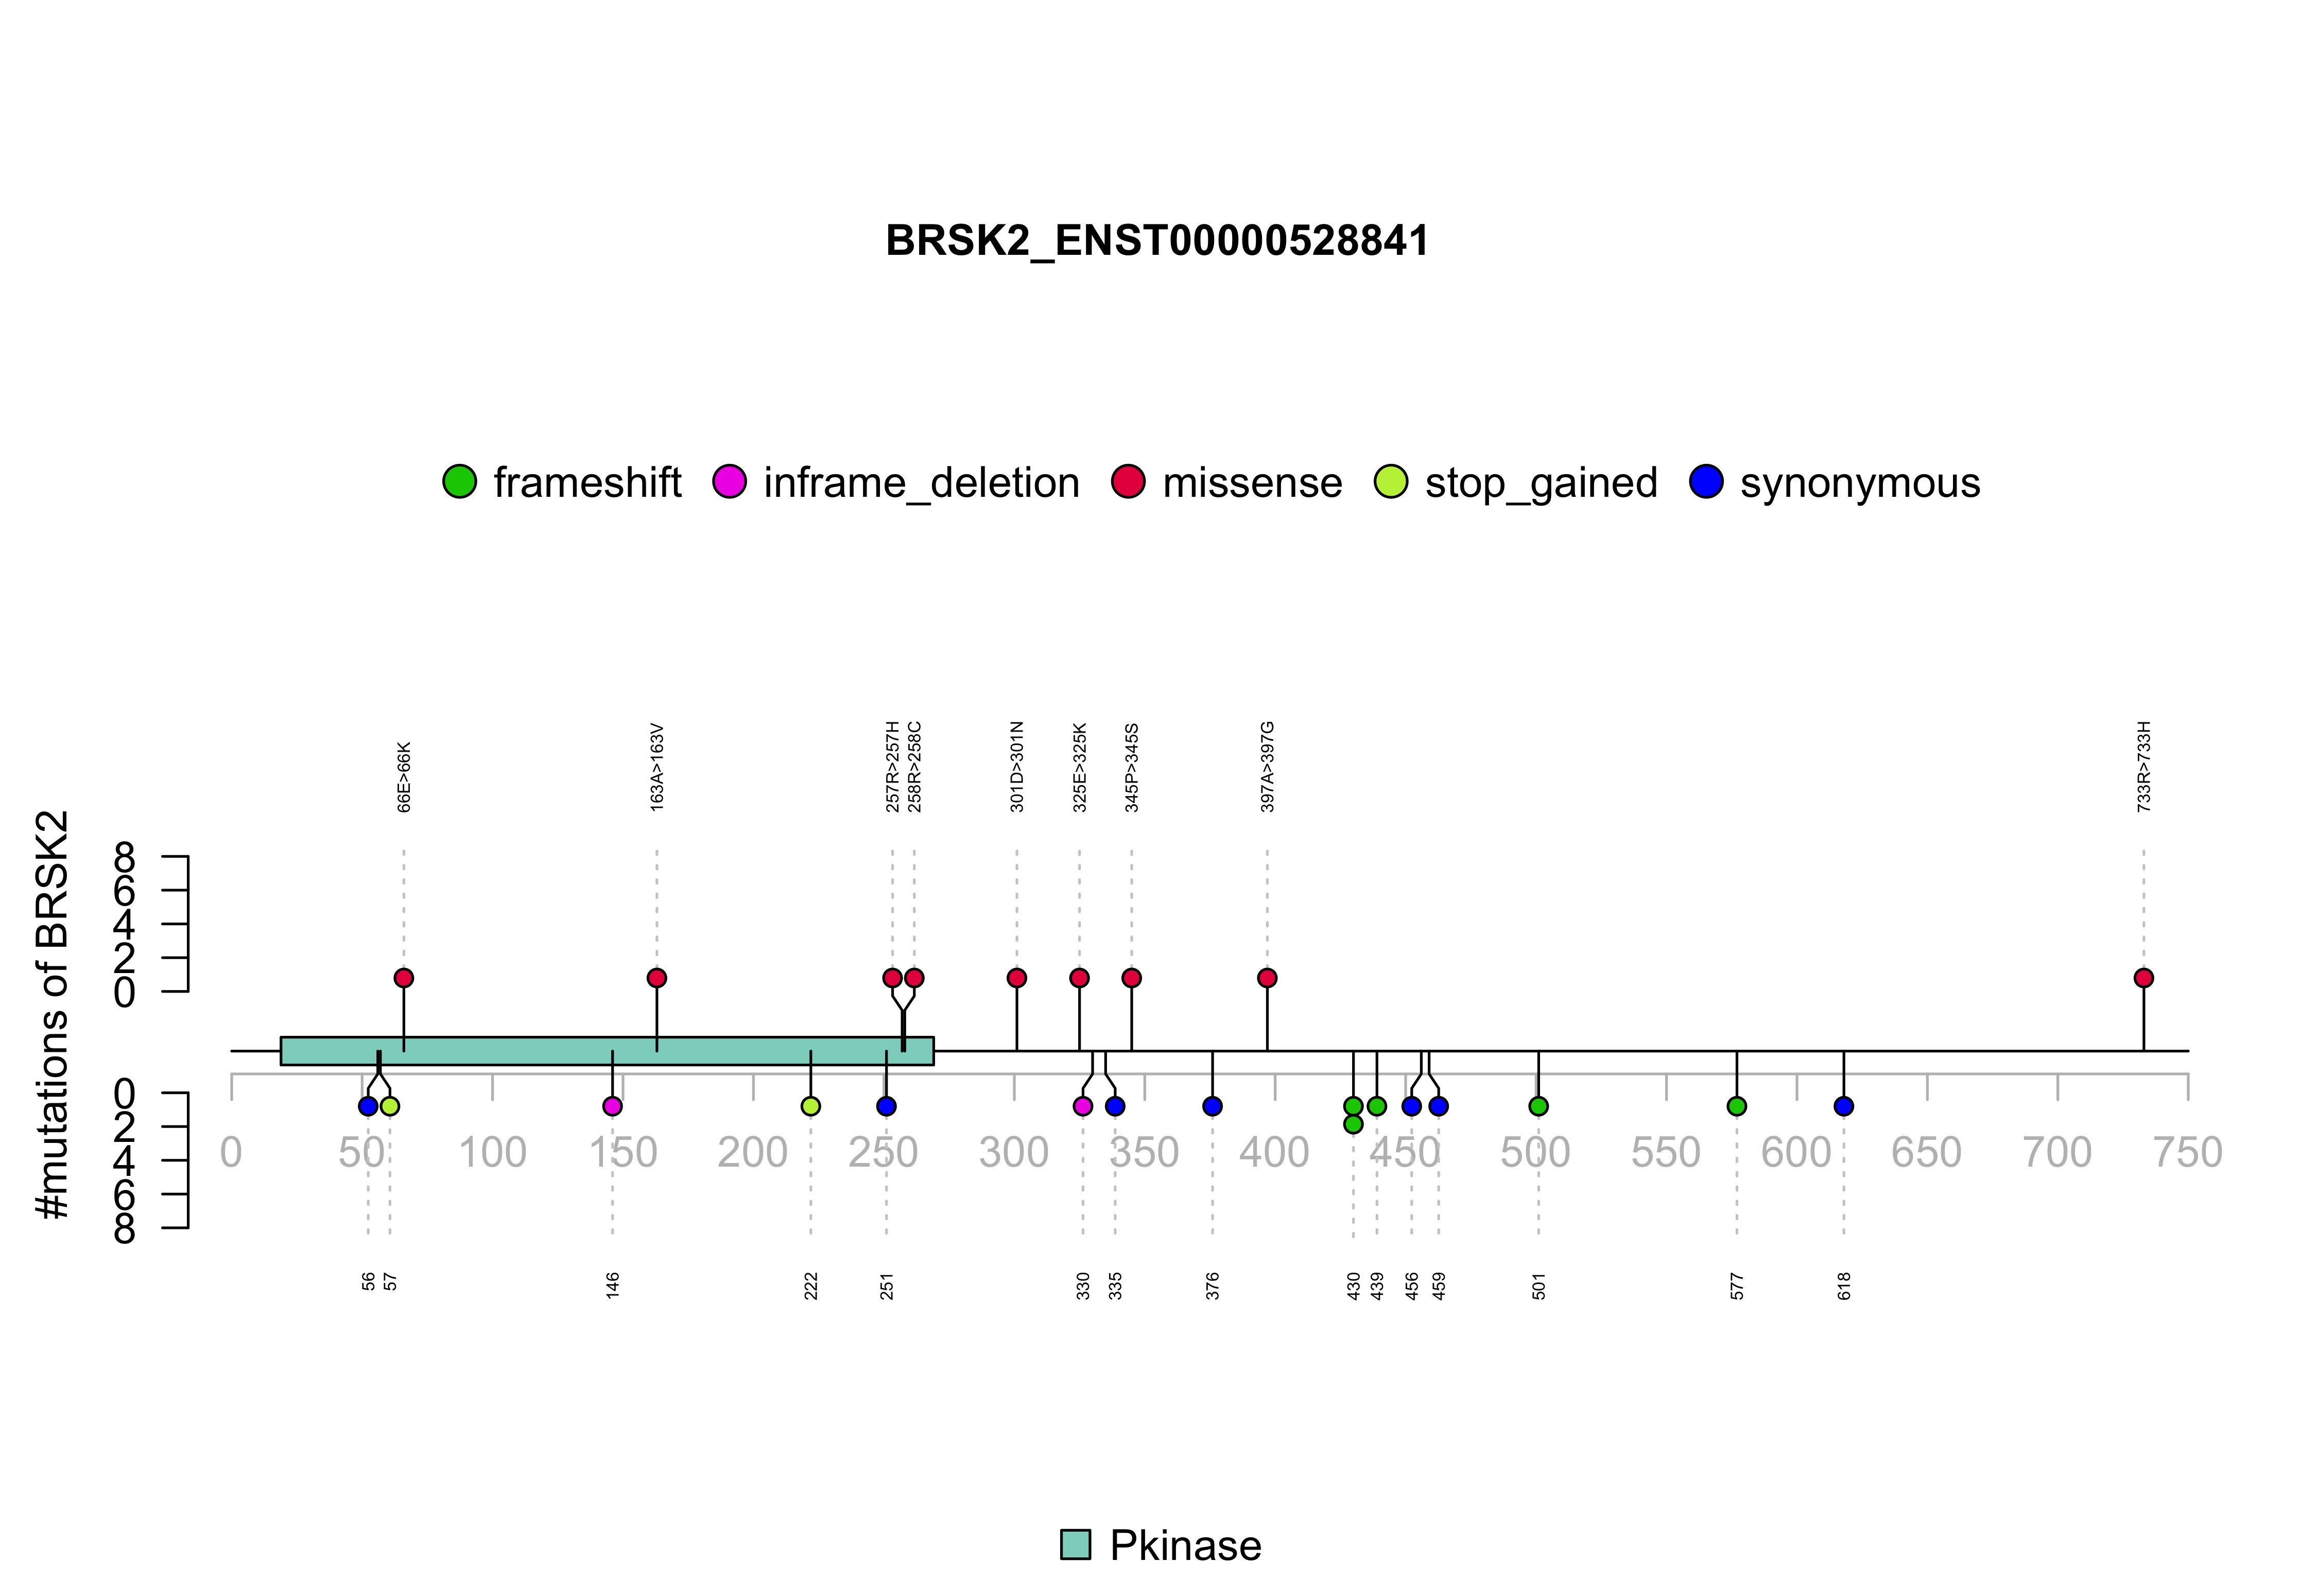 BRSK2_ENST00000528841
frameshift inframe_deletion missense stop_gained synonymous
66E>66K 163A>163V 257R>257H 258R>258C 301D>301N 325E>325K 345P>345S 397A>397G 733R>733H
#mutations of BRSK2
8
6
4
2
0
0
2
4
6
8
0 50 100 150 200 250 300 350 400 450 500 550 600 650 700 750
56 57 146 222 251 330 335 376 430 439 456 459 501 577 618
Pkinase